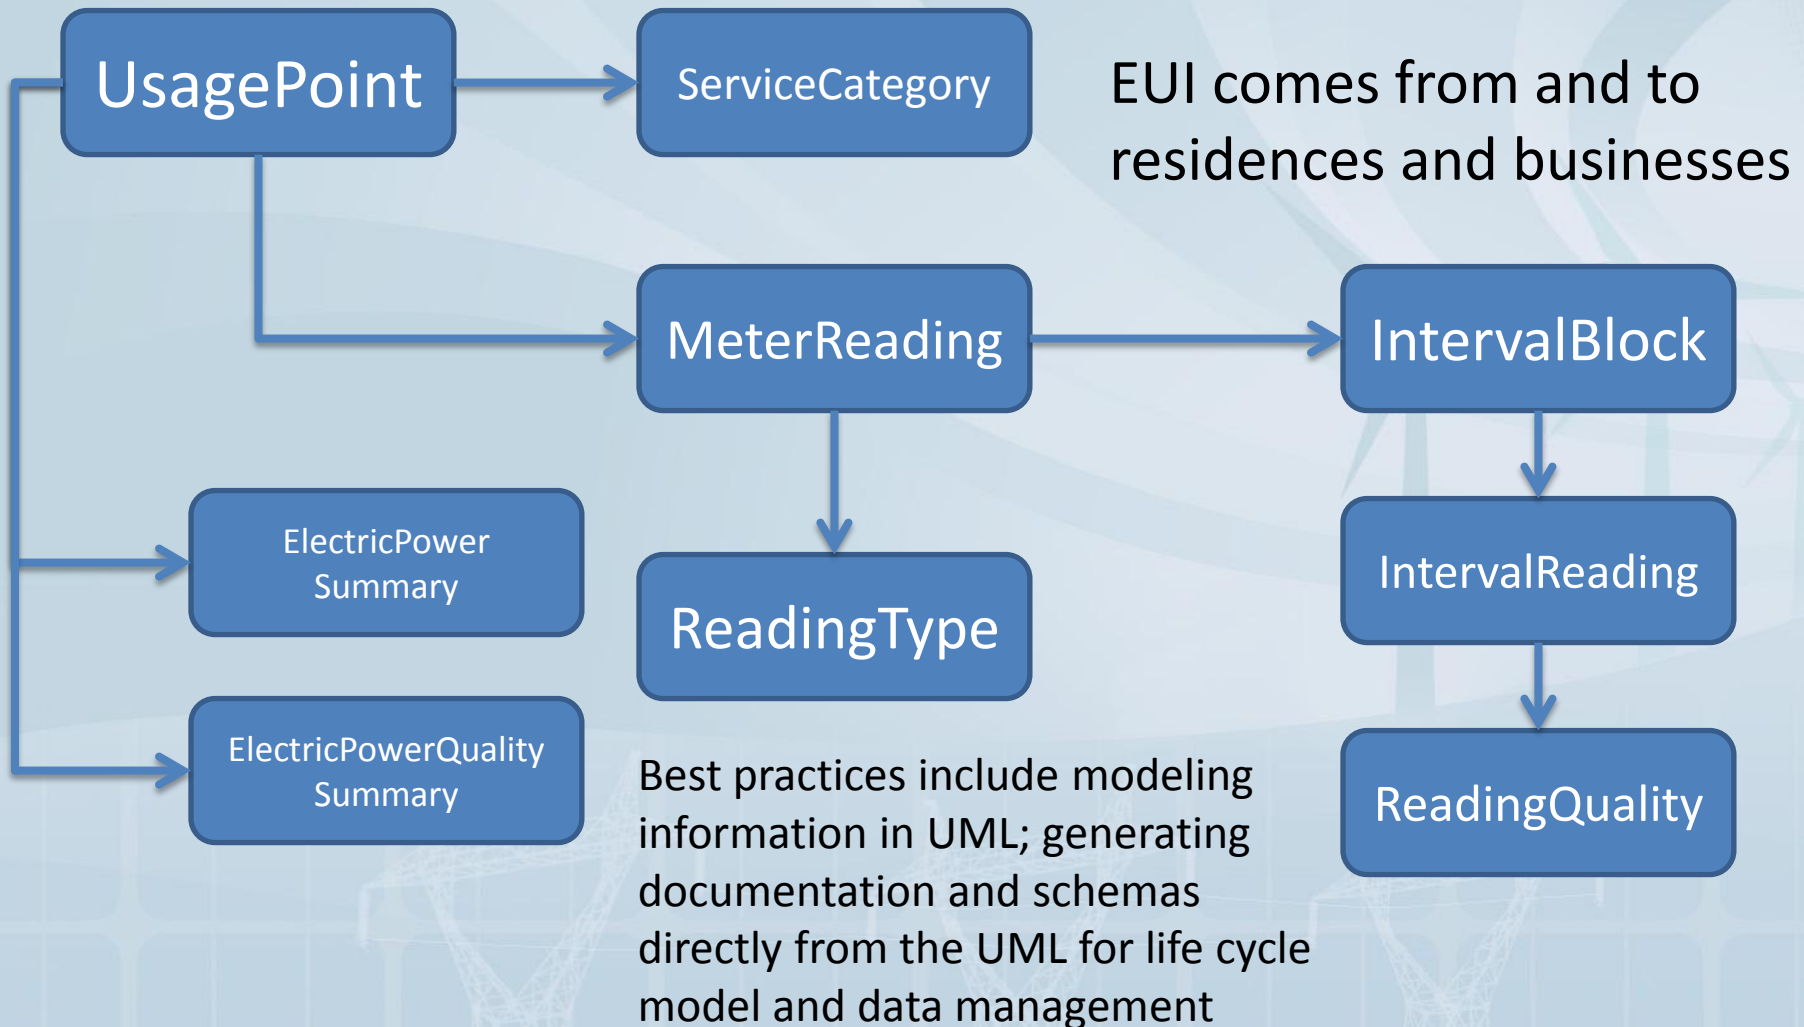 UsagePoint
ServiceCategory
EUI comes from and to
residences and businesses
MeterReading
IntervalBlock
ElectricPower
Summary
ReadingType
IntervalReading
ElectricPowerQuality
Summary
ReadingQuality
Best practices include modeling
information in UML; generating
documentation and schemas
directly from the UML for life cycle
model and data management